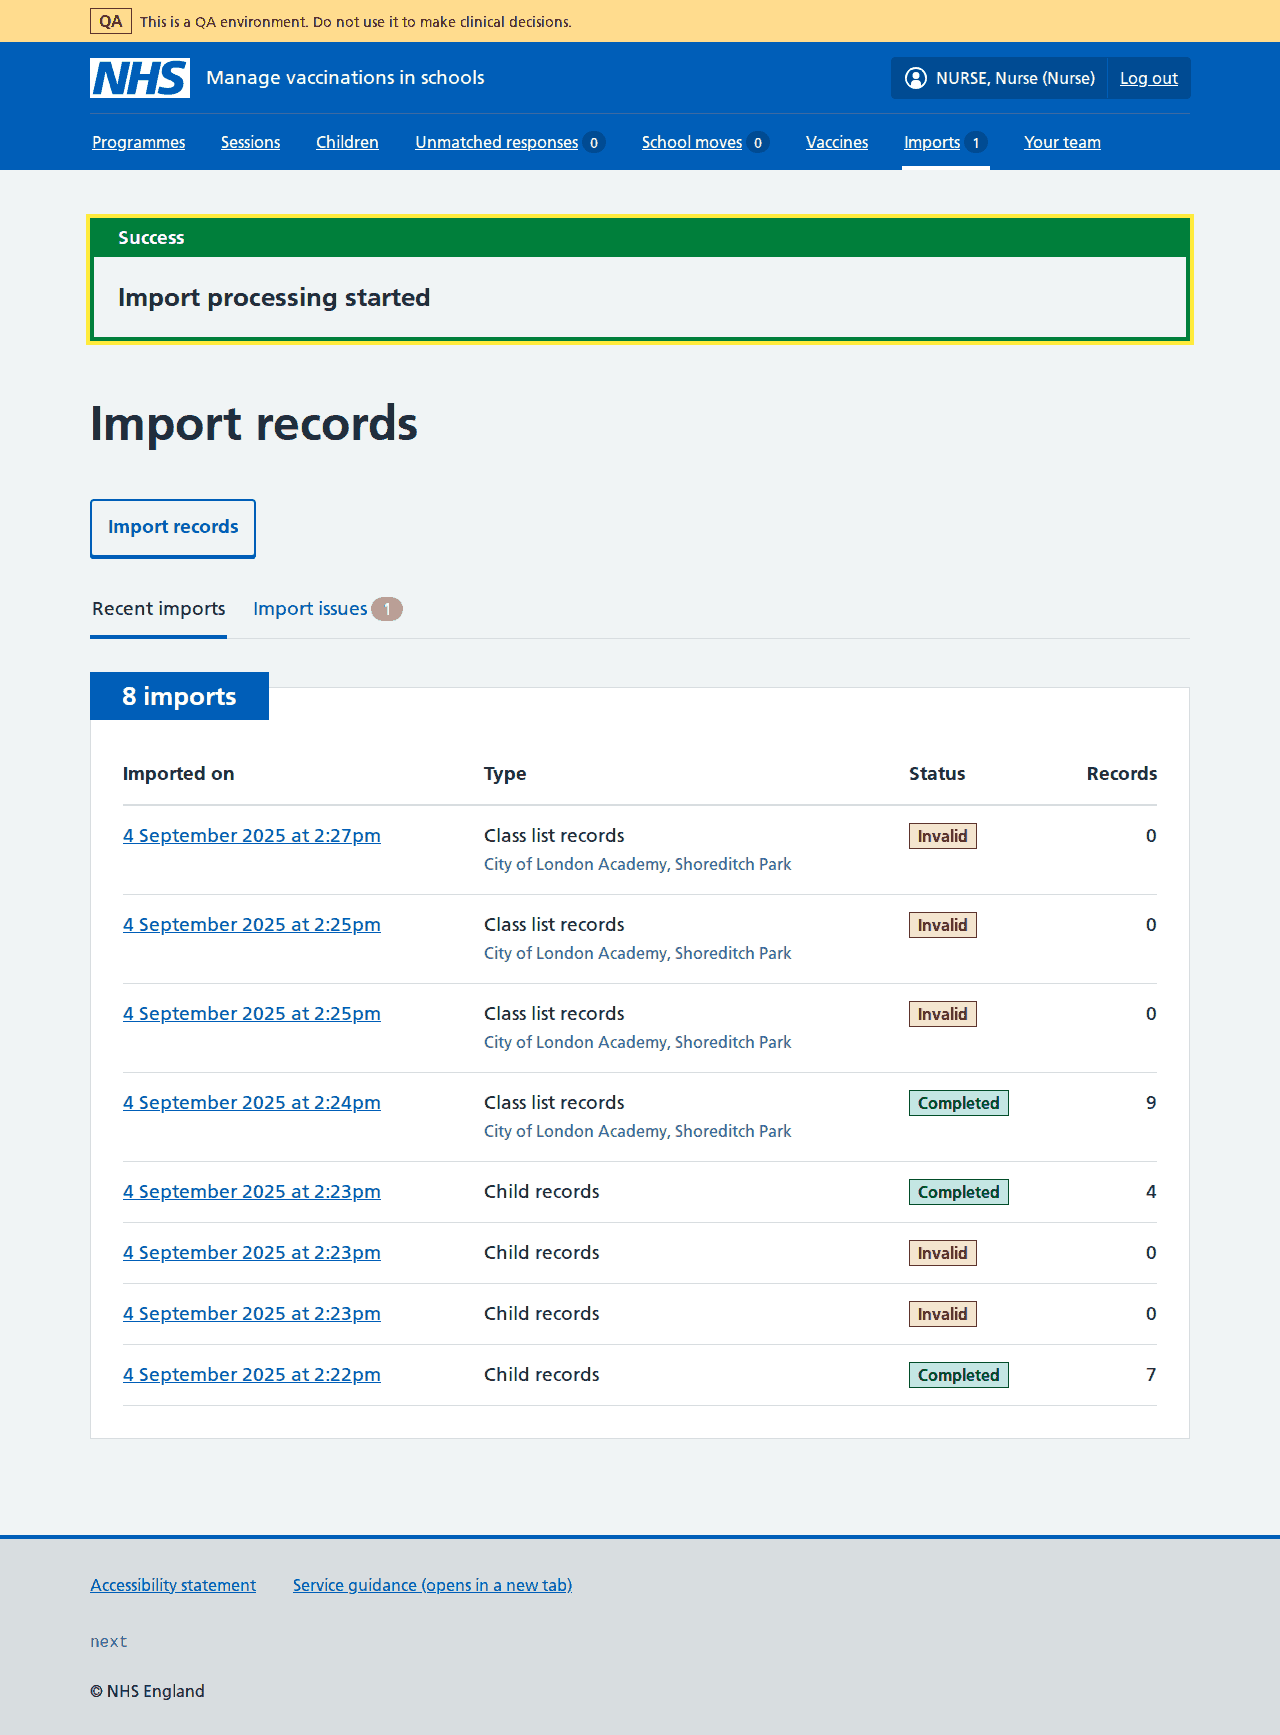 QA This is a QA environment. Do not use it to make clinical decisions.
NHS Manage vaccinations in schools NURSE, Nurse (Nurse) Log out
Programmes Sessions Children Unmatched responses 0 School moves 0 Vaccines Imports 1 Your team
Success
Import processing started
Import records
Import records
Recent imports Import issues 1
8 imports
Imported on Type Status Records
4 September 2025 at 2:27pm Class list records Invalid 0
City of London Academy, Shoreditch Park
4 September 2025 at 2:25pm Class list records Invalid 0
City of London Academy, Shoreditch Park
4 September 2025 at 2:25pm Class list records Invalid 0
City of London Academy, Shoreditch Park
4 September 2025 at 2:24pm Class list records Completed 9
City of London Academy, Shoreditch Park
4 September 2025 at 2:23pm Child records Completed 4
4 September 2025 at 2:23pm Child records Invalid 0
4 September 2025 at 2:23pm Child records Invalid 0
4 September 2025 at 2:22pm Child records Completed 7
Accessibility statement Service guidance (opens in a new tab)
next
© NHS England